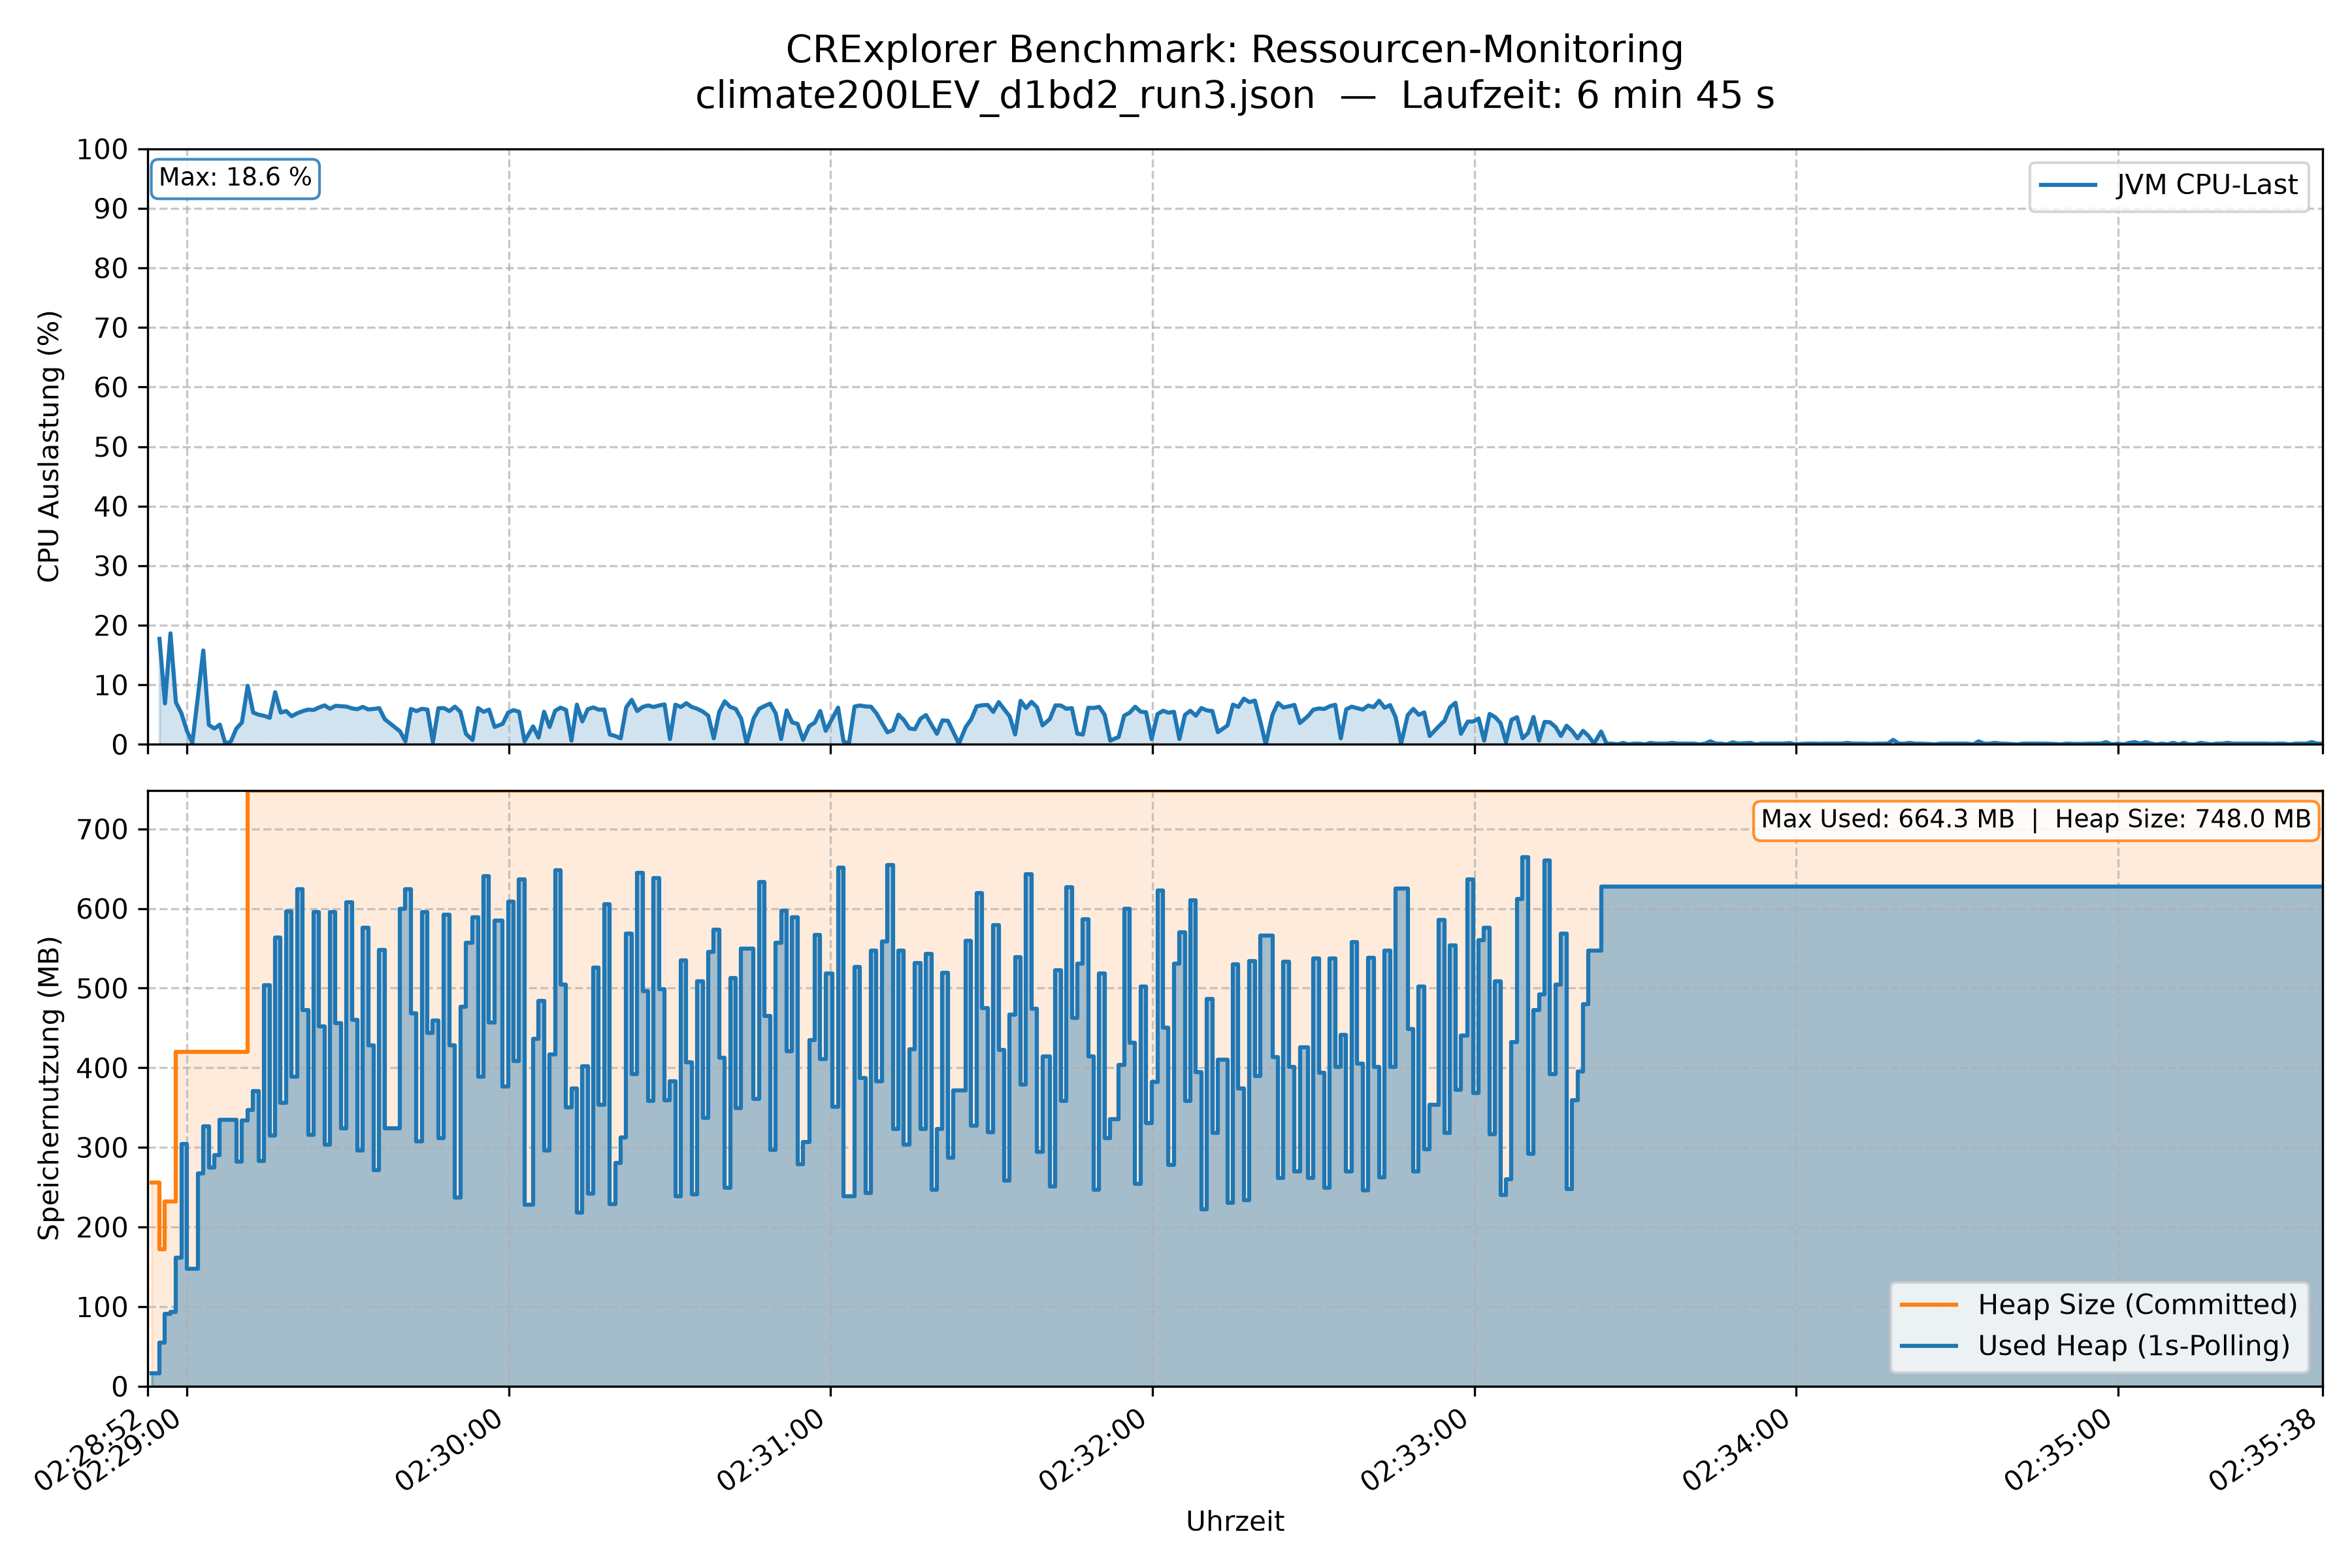 CRExplorer Benchmark: Ressourcen-Monitoring
climate200LEV_d1bd2_run3.json — Laufzeit: 6 min 45 s
Max: 18.6 %
JVM CPU-Last
CPU Auslastung (%)
100
90
80
70
60
50
40
30
20
10
0
Max Used: 664.3 MB | Heap Size: 748.0 MB
Speichernutzung (MB)
700
600
500
400
300
200
100
0
Heap Size (Committed)
Used Heap (1s-Polling)
02:28:52
02:29:00
02:30:00
02:31:00
02:32:00
02:33:00
02:34:00
02:35:00
02:35:38
Uhrzeit